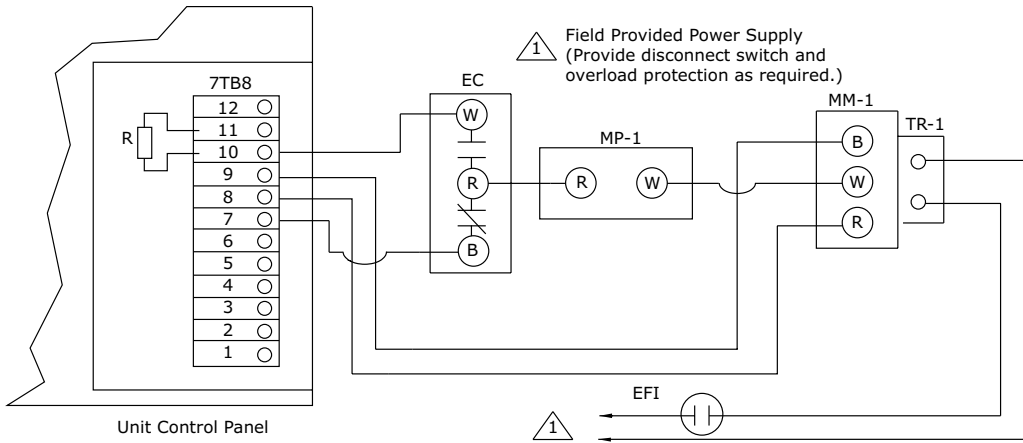 1
Field Provided Power Supply
(Provide disconnect switch and
overload protection as required.)
7TB8
12
11
10
9
8
7
6
5
4
3
2
1
R
EC
W
R
B
MP-1
R
W
MM-1
B
W
R
TR-1
EFI
1
Unit Control Panel